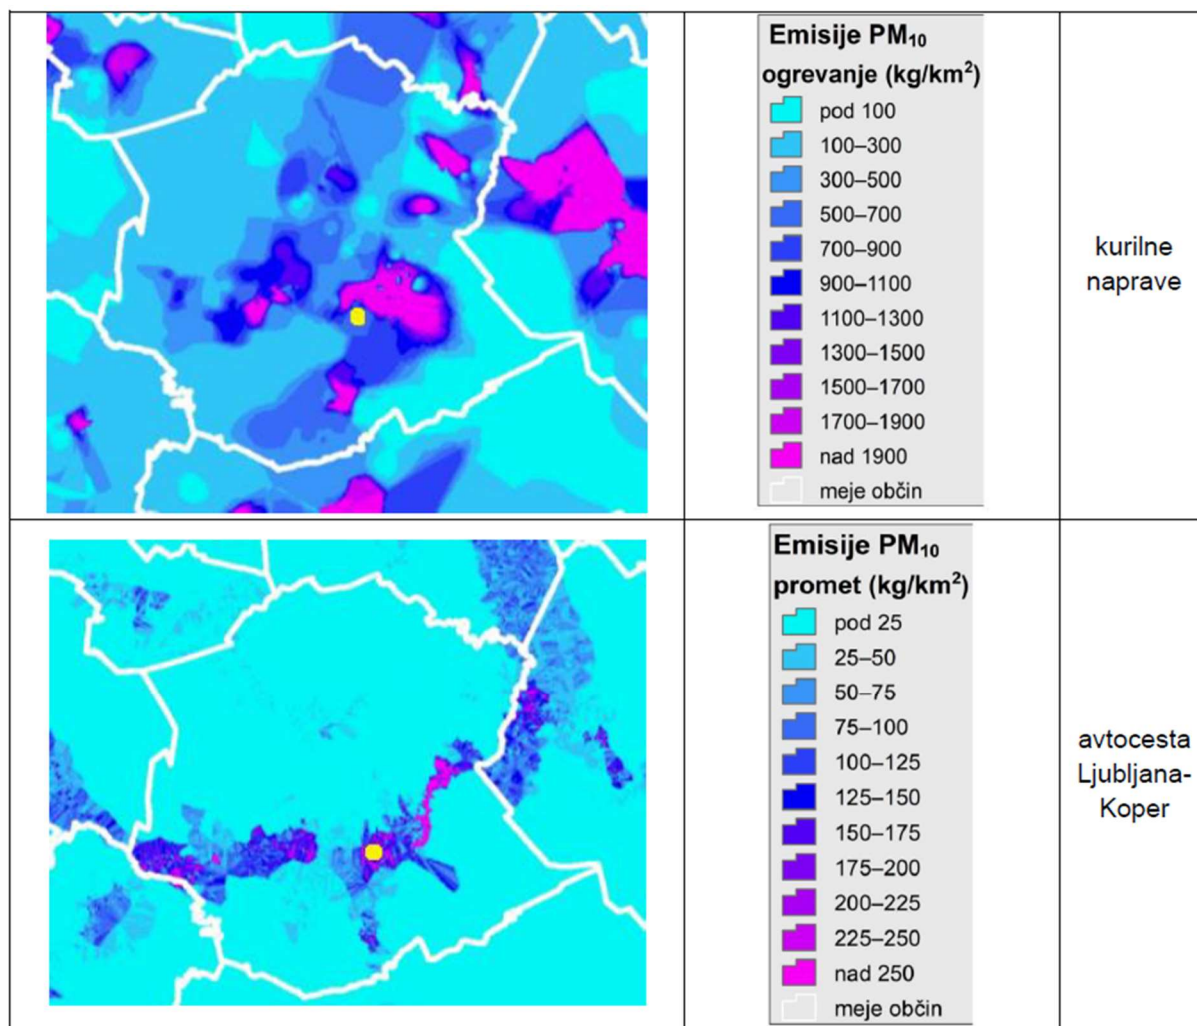 Emisije PM₁₀
ogrevanje (kg/km²)
pod 100
100–300
300–500
500–700
700–900
900–1100
1100–1300
1300–1500
1500–1700
1700–1900
nad 1900
meje občin
kurilne
naprave
Emisije PM₁₀
promet (kg/km²)
pod 25
25–50
50–75
75–100
100–125
125–150
150–175
175–200
200–225
225–250
nad 250
meje občin
avtocesta
Ljubljana-
Koper